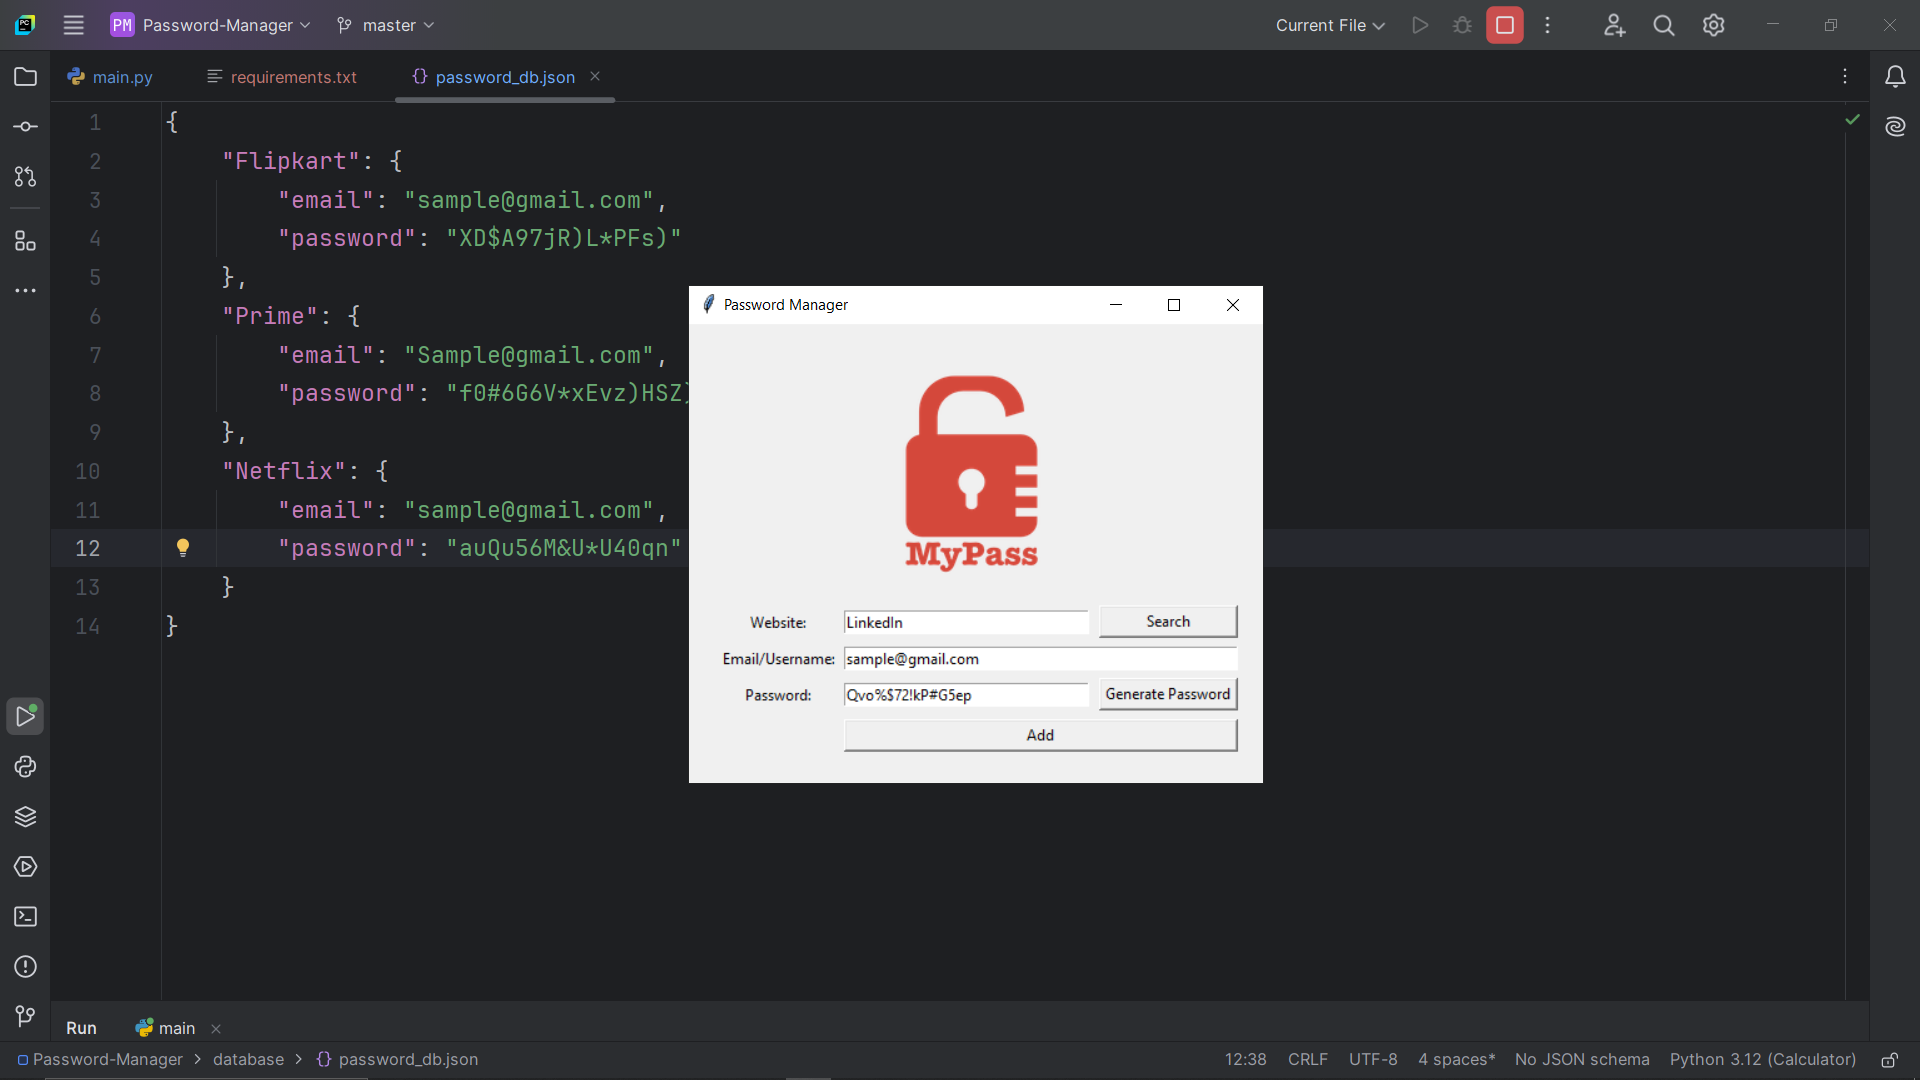 PM Password-Manager master Current File
main.py requirements.txt {} password_db.json
1 {
2 "Flipkart": {
3 "email": "sample@gmail.com",
4 "password": "XD$A97jR)L*PFs)"
5 },
6 "Prime": {
7 "email": "Sample@gmail.com",
8 "password": "f0#6G6V*xEvz)HSZ)
9 },
10 "Netflix": {
11 "email": "sample@gmail.com",
12 "password": "auQu56M&U*U40qn"
13 }
14 }
Password Manager
MyPass
Website: LinkedIn Search
Email/Username: sample@gmail.com
Password: Qvo%$72!kP#G5ep Generate Password
Add
Run main
Password-Manager > database > {} password_db.json 12:38 CRLF UTF-8 4 spaces* No JSON schema Python 3.12 (Calculator)